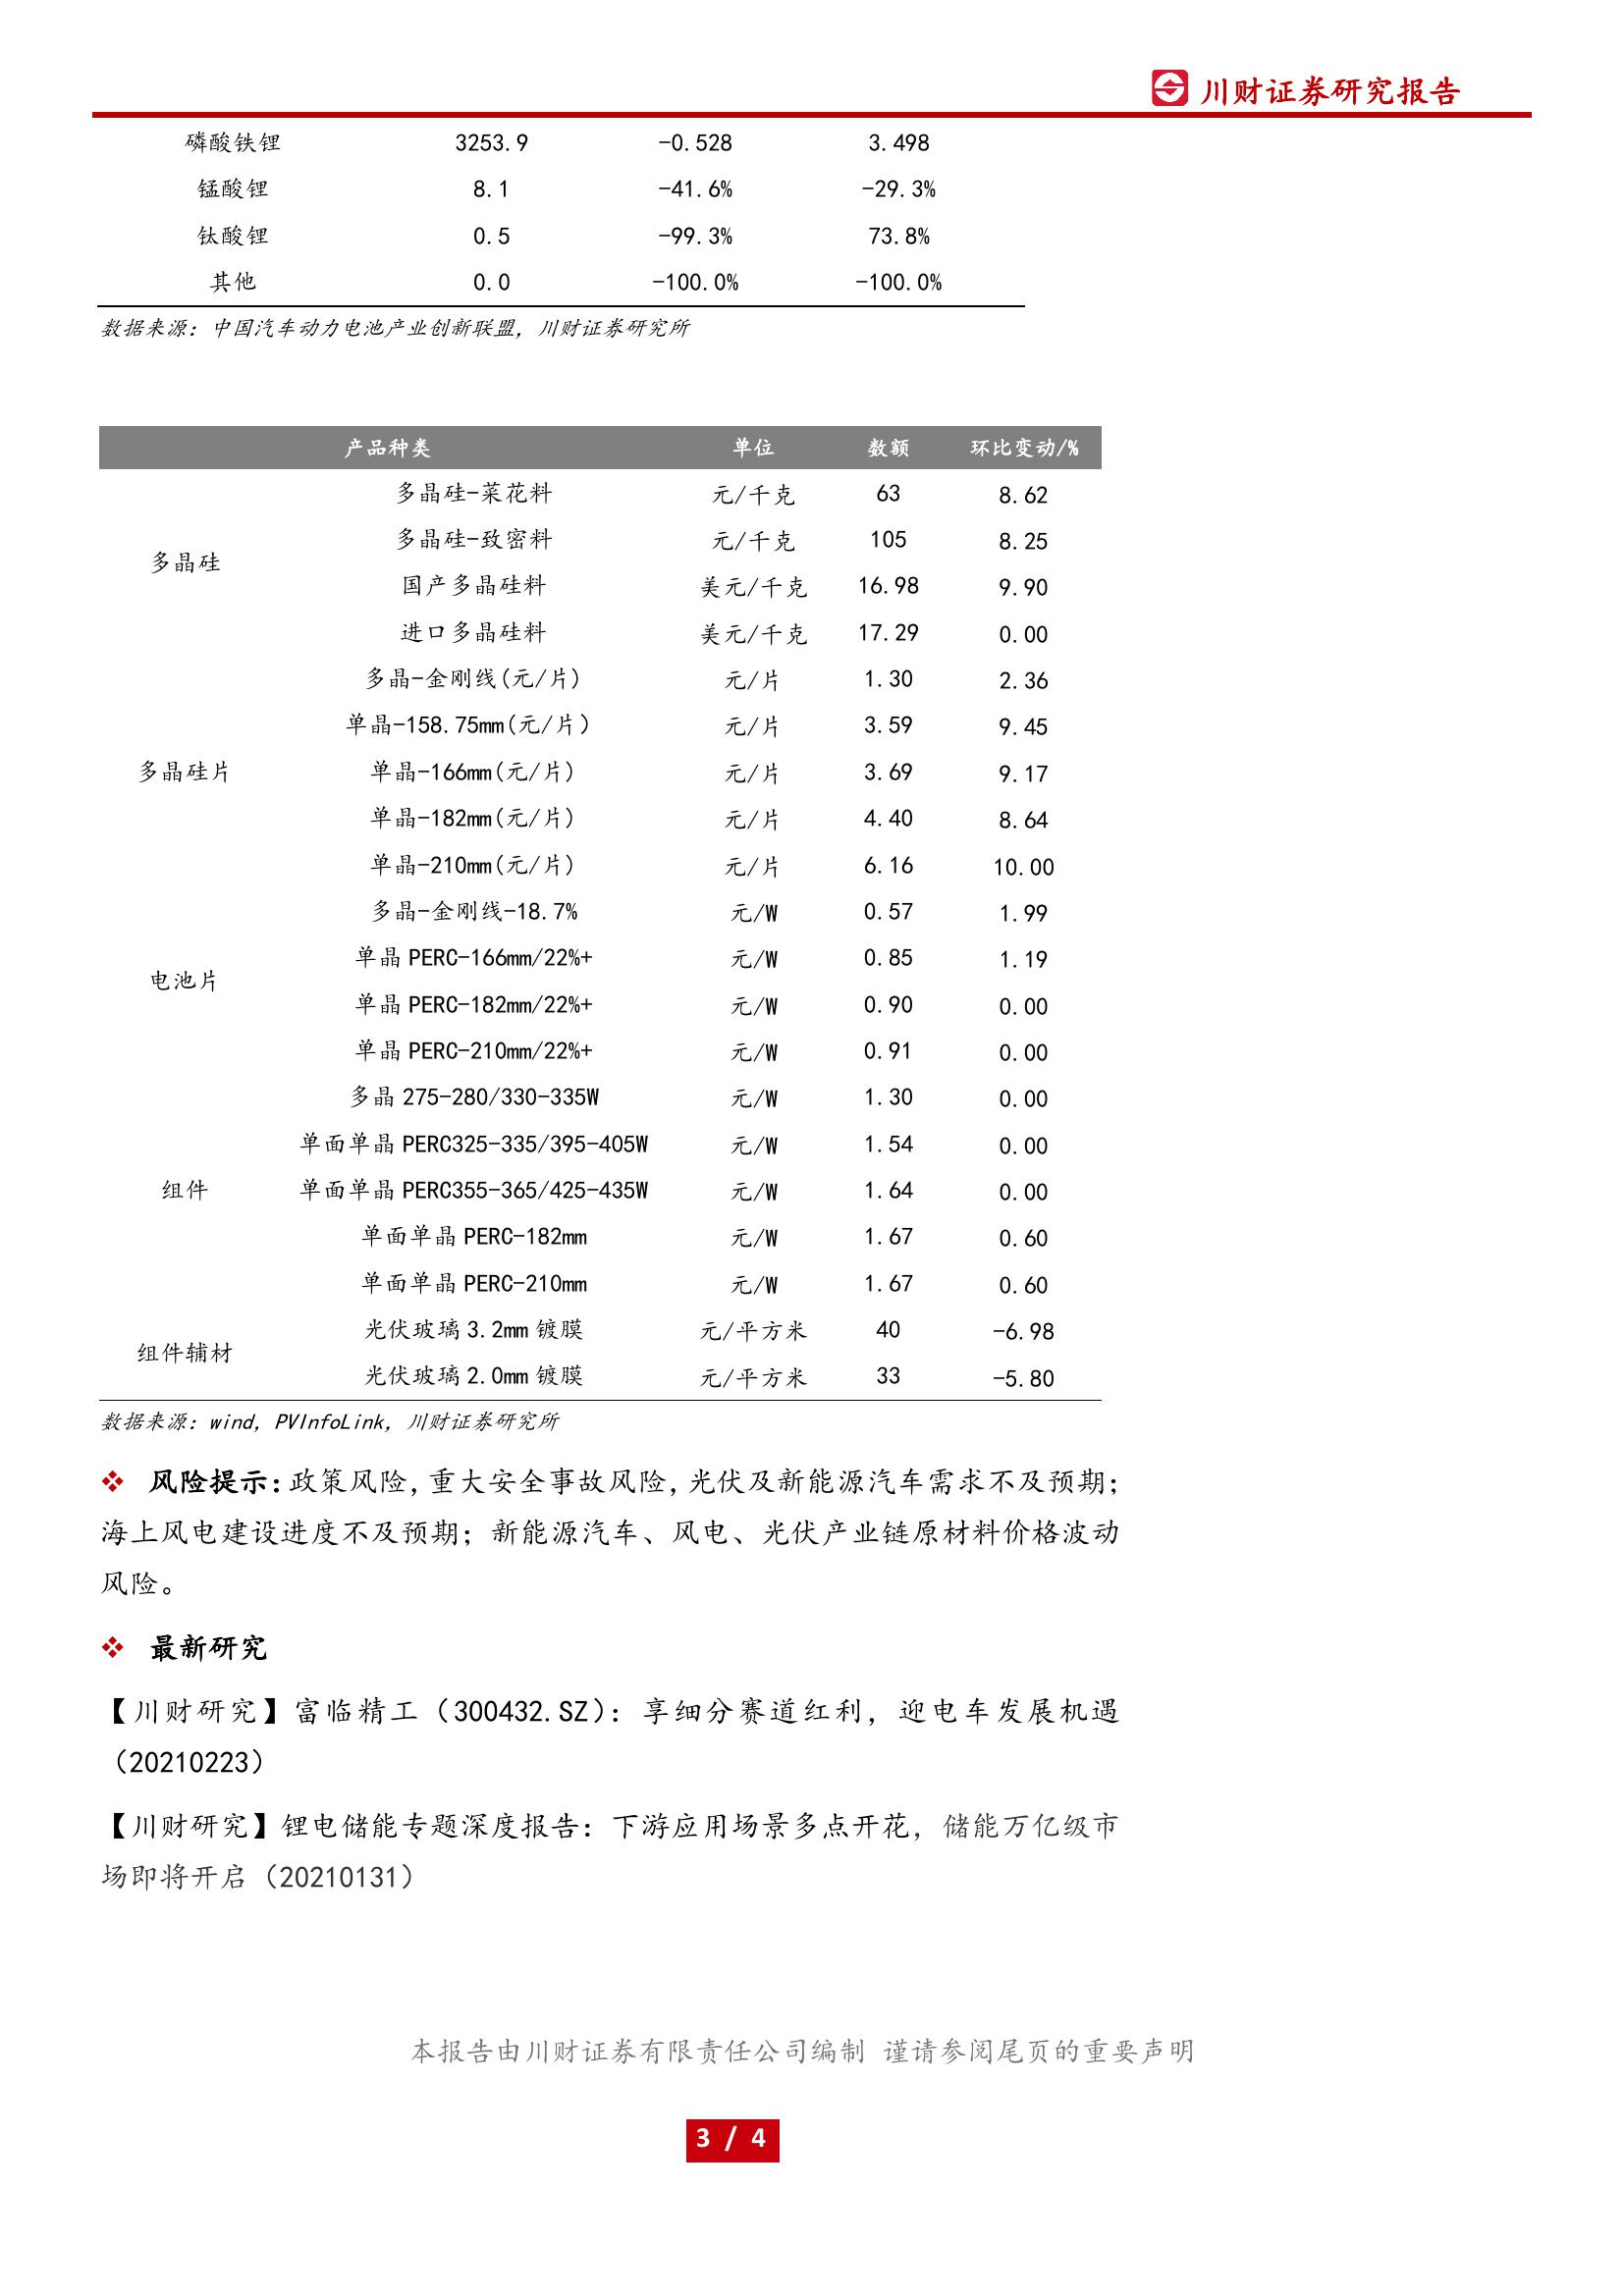 川财证券研究报告
磷酸铁锂 3253.9 -0.528 3.498
锰酸锂 8.1 -41.6% -29.3%
钛酸锂 0.5 -99.3% 73.8%
其他 0.0 -100.0% -100.0%
数据来源：中国汽车动力电池产业创新联盟，川财证券研究所
产品种类 单位 数额 环比变动/%
多晶硅-菜花料 元/千克 63 8.62
多晶硅-致密料 元/千克 105 8.25
多晶硅
国产多晶硅料 美元/千克 16.98 9.90
进口多晶硅料 美元/千克 17.29 0.00
多晶-金刚线(元/片) 元/片 1.30 2.36
单晶-158.75mm(元/片) 元/片 3.59 9.45
多晶硅片 单晶-166mm(元/片) 元/片 3.69 9.17
单晶-182mm(元/片) 元/片 4.40 8.64
单晶-210mm(元/片) 元/片 6.16 10.00
多晶-金刚线-18.7% 元/W 0.57 1.99
单晶 PERC-166mm/22%+ 元/W 0.85 1.19
电池片
单晶 PERC-182mm/22%+ 元/W 0.90 0.00
单晶 PERC-210mm/22%+ 元/W 0.91 0.00
多晶 275-280/330-335W 元/W 1.30 0.00
单面单晶 PERC325-335/395-405W 元/W 1.54 0.00
组件 单面单晶 PERC355-365/425-435W 元/W 1.64 0.00
单面单晶 PERC-182mm 元/W 1.67 0.60
单面单晶 PERC-210mm 元/W 1.67 0.60
光伏玻璃 3.2mm 镀膜 元/平方米 40 -6.98
组件辅材
光伏玻璃 2.0mm 镀膜 元/平方米 33 -5.80
数据来源：wind，PVInfoLink，川财证券研究所
❖ 风险提示：政策风险，重大安全事故风险，光伏及新能源汽车需求不及预期；
海上风电建设进度不及预期；新能源汽车、风电、光伏产业链原材料价格波动
风险。
❖ 最新研究
【川财研究】富临精工（300432.SZ）：享细分赛道红利，迎电车发展机遇
（20210223）
【川财研究】锂电储能专题深度报告：下游应用场景多点开花，储能万亿级市
场即将开启（20210131）
本报告由川财证券有限责任公司编制 谨请参阅尾页的重要声明
3 / 4